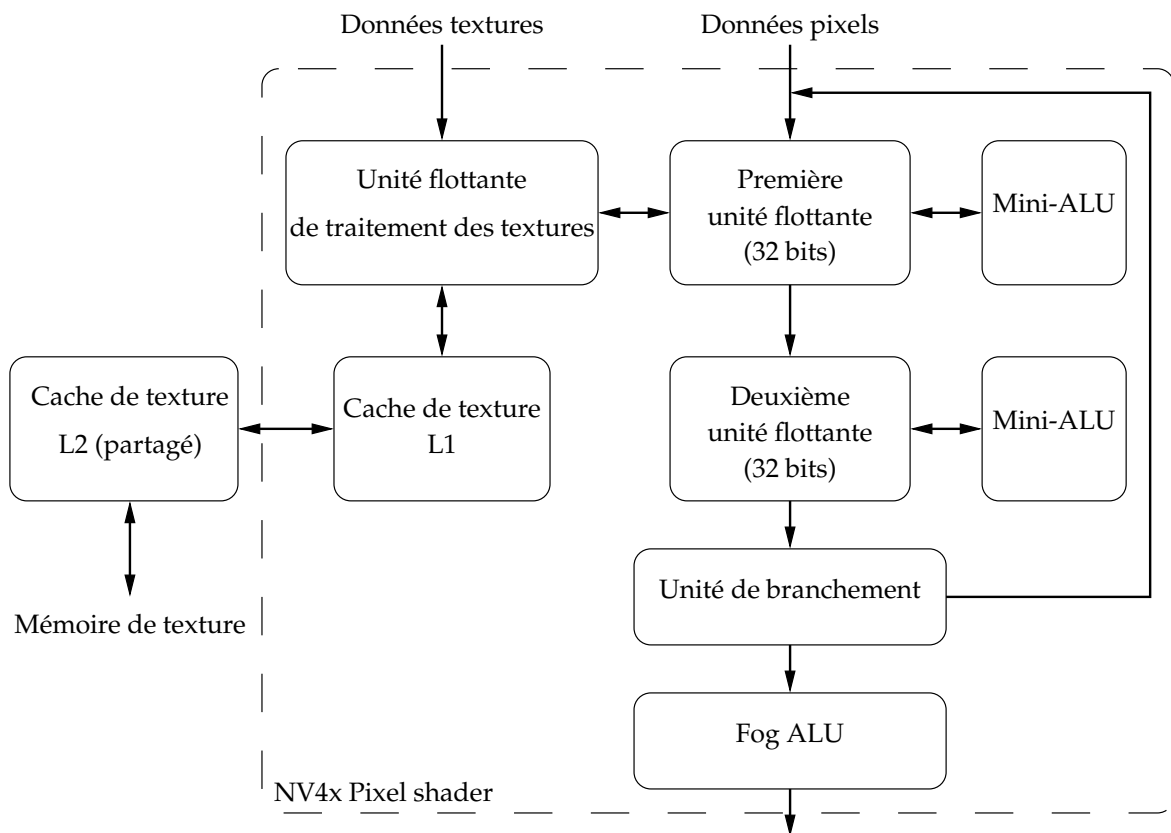 Données textures
Données pixels
Unité flottante
de traitement des textures
Première
unité flottante
(32 bits)
Mini-ALU
Cache de texture
L2 (partagé)
Cache de texture
L1
Deuxième
unité flottante
(32 bits)
Mini-ALU
Mémoire de texture
Unité de branchement
Fog ALU
NV4x Pixel shader